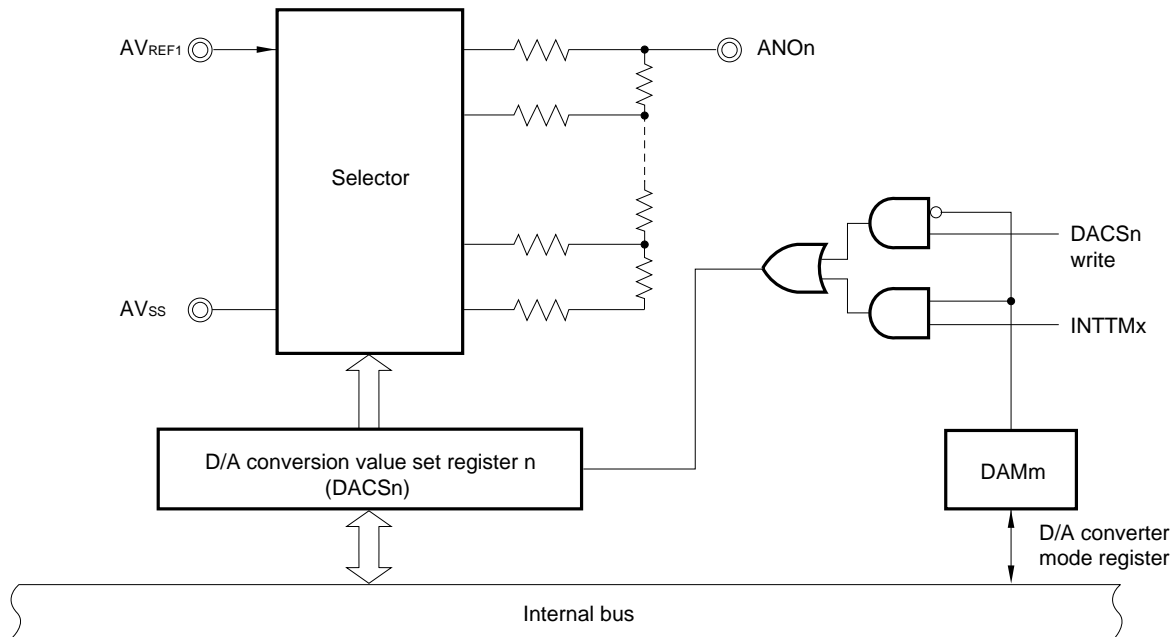 AVREF1
ANOn
Selector
DACSn
write
AVSS
INTTMx
D/A conversion value set register n
(DACSn)
DAMm
D/A converter
mode register
Internal bus